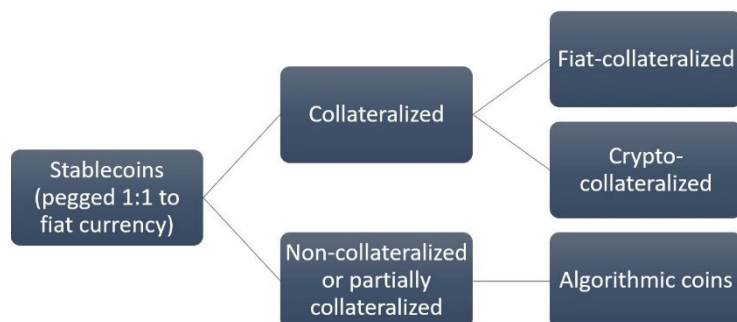 Stablecoins
(pegged 1:1 to
fiat currency)
Collateralized
Fiat-collateralized
Crypto-
collateralized
Non-collateralized
or partially
collateralized
Algorithmic coins